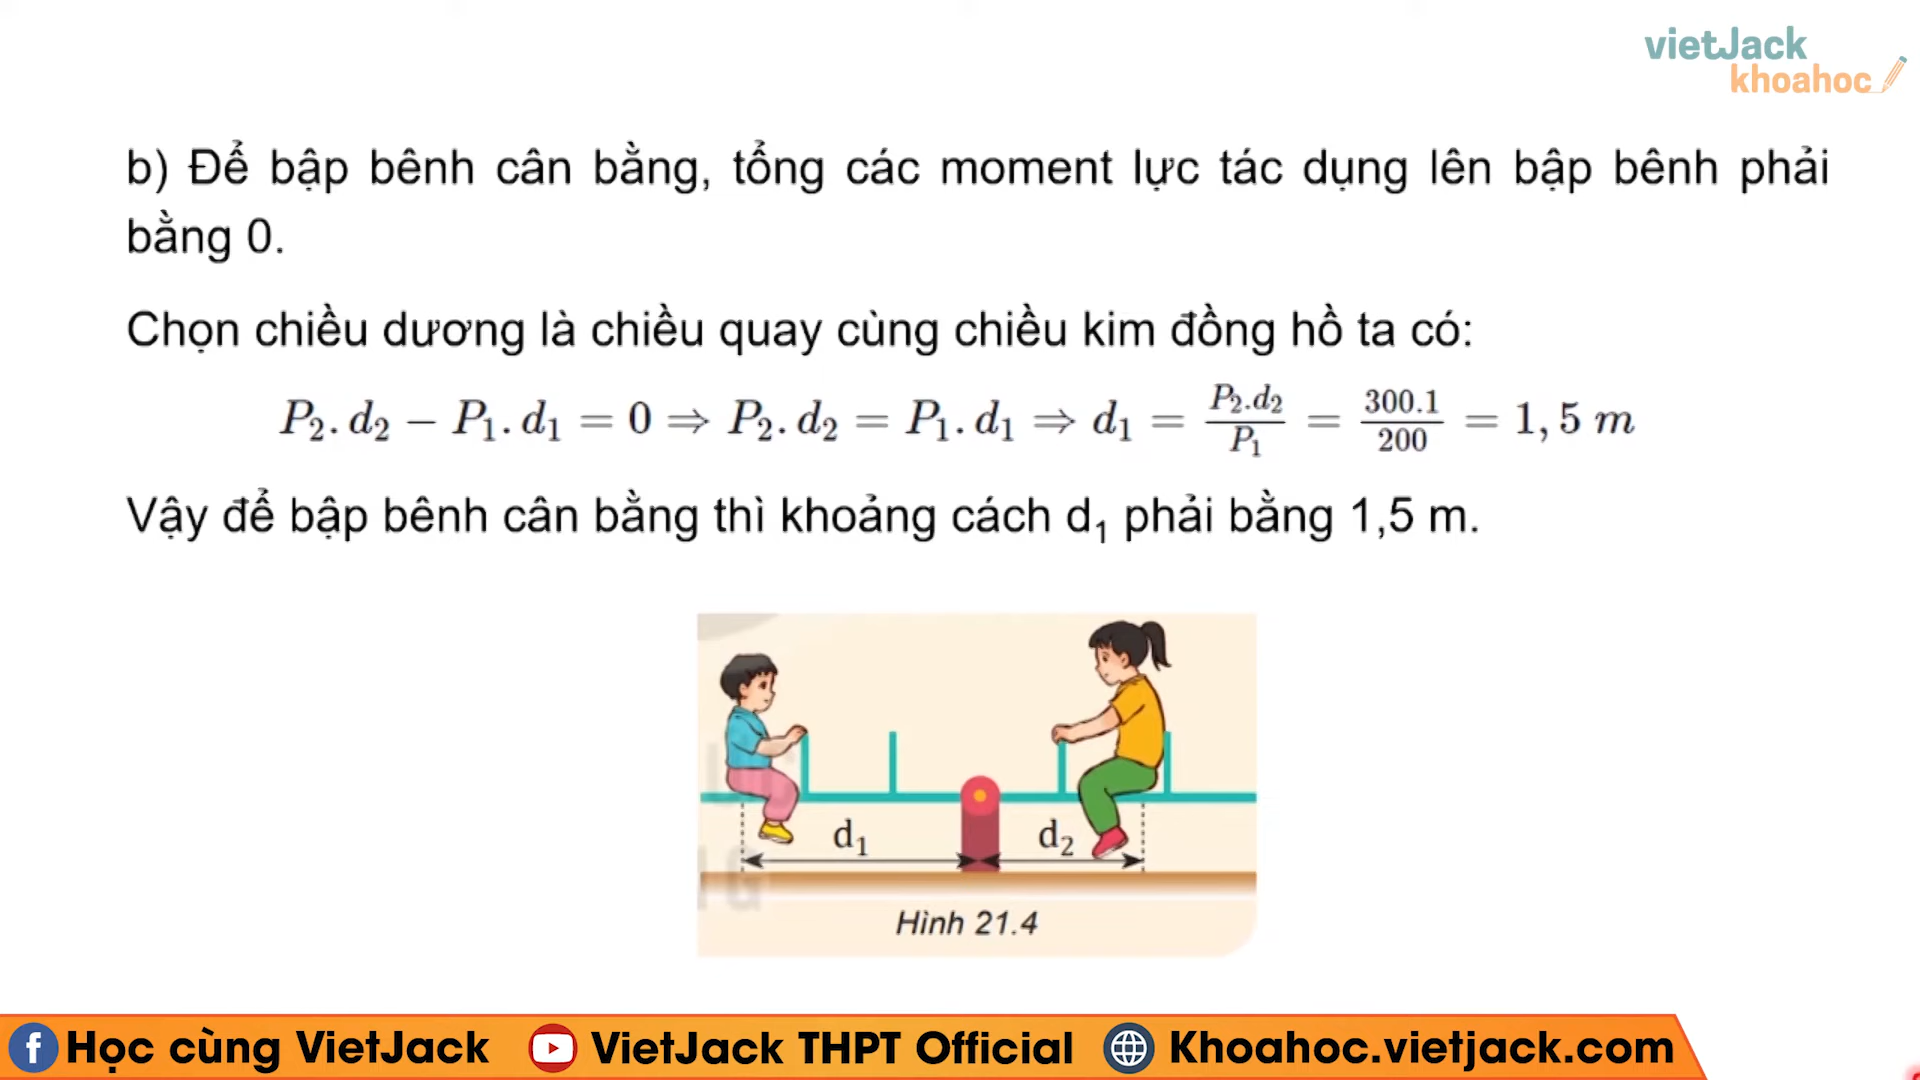 vietJack
khoahoc
b) Để bập bênh cân bằng, tổng các moment lực tác dụng lên bập bênh phải
bằng 0.
Chọn chiều dương là chiều quay cùng chiều kim đồng hồ ta có:
P₂. d₂ − P₁. d₁ = 0 ⇒ P₂. d₂ = P₁. d₁ ⇒ d₁ = P₂.d₂/P₁ = 300.1/200 = 1, 5 m
Vậy để bập bênh cân bằng thì khoảng cách d₁ phải bằng 1,5 m.
d₁ d₂
Hình 21.4
Học cùng VietJack VietJack THPT Official Khoahoc.vietjack.com